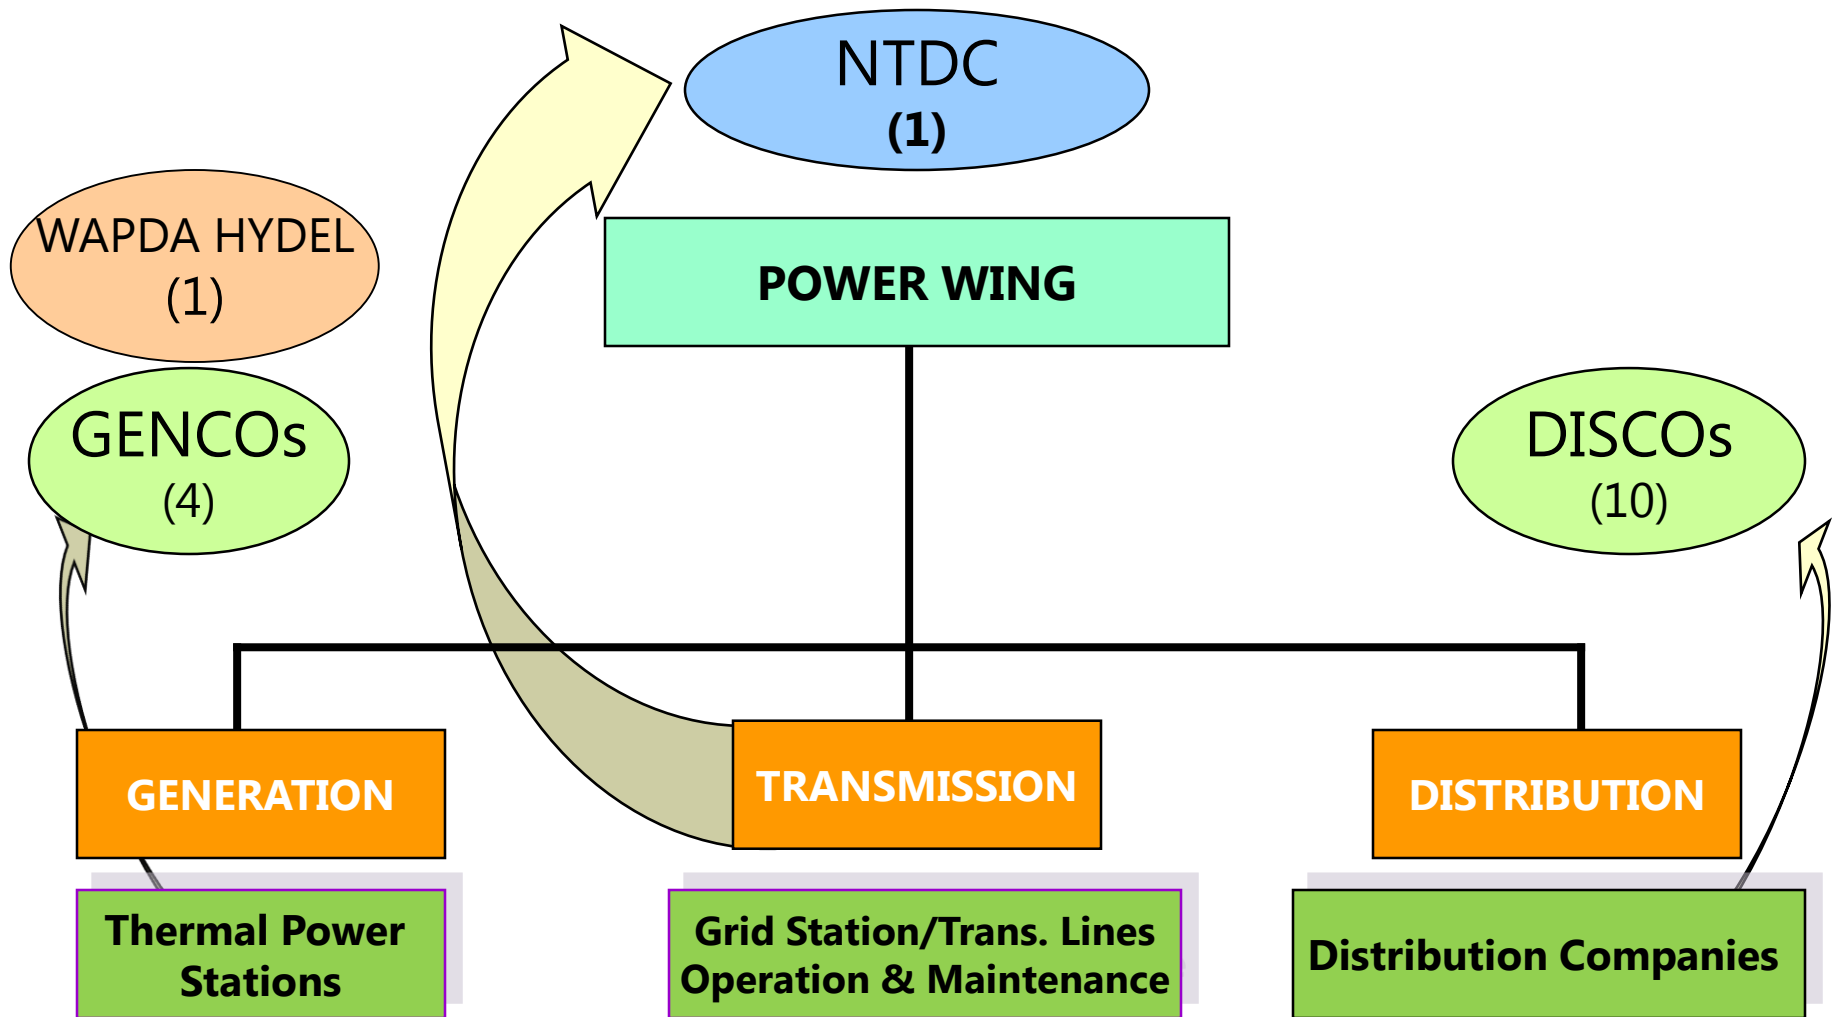 NTDC
(1)
WAPDA HYDEL
(1)
POWER WING
GENCOs
(4)
DISCOs
(10)
GENERATION
TRANSMISSION
DISTRIBUTION
Thermal Power
Stations
Grid Station/Trans. Lines
Operation & Maintenance
Distribution Companies